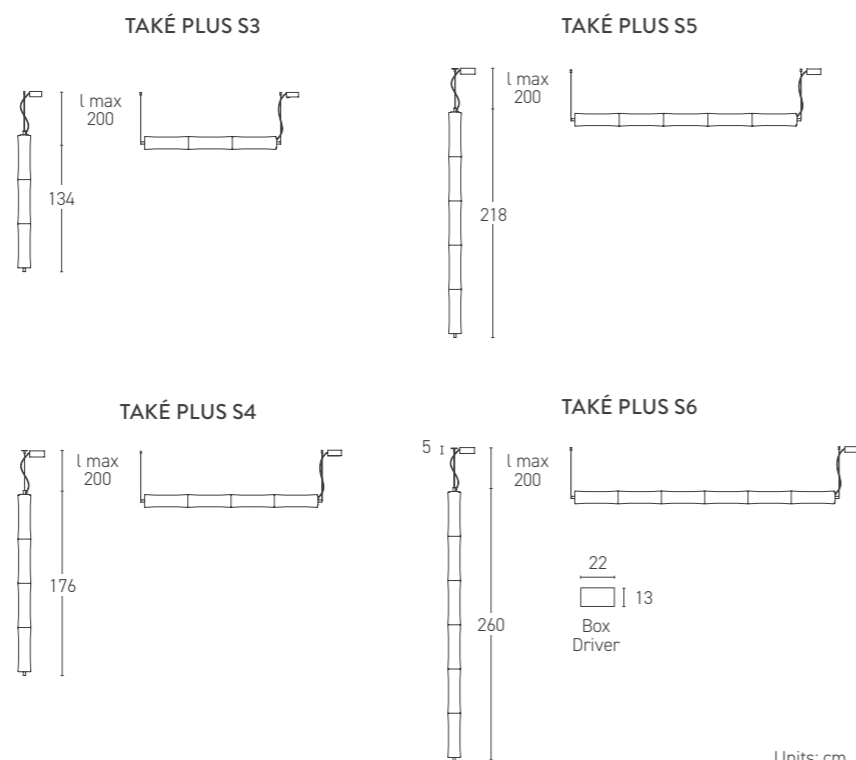 TAKÉ PLUS S3
l max
200
134
TAKÉ PLUS S5
l max
200
218
TAKÉ PLUS S4
l max
200
176
TAKÉ PLUS S6
5
l max
200
260
22
13
Box
Driver
Units: cm